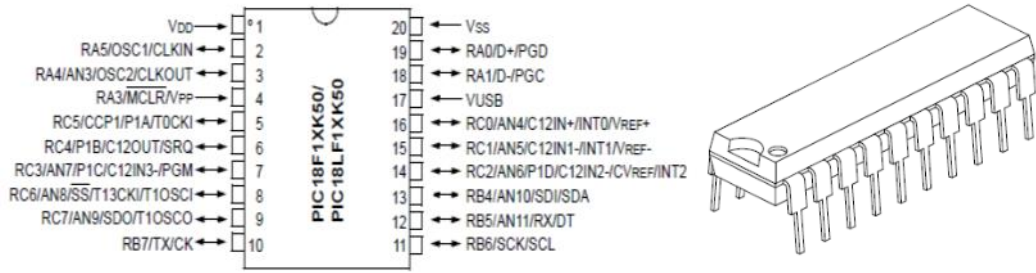 VDD 1
RA5/OSC1/CLKIN 2
RA4/AN3/OSC2/CLKOUT 3
RA3/MCLR/VPP 4
RC5/CCP1/P1A/T0CKI 5
RC4/P1B/C12OUT/SRQ 6
RC3/AN7/P1C/C12IN3-/PGM 7
RC6/AN8/SS/T13CKI/T1OSCI 8
RC7/AN9/SDO/T1OSCO 9
RB7/TX/CK 10
PIC18F1XK50/
PIC18LF1XK50
20 VSS
19 RA0/D+/PGD
18 RA1/D-/PGC
17 VUSB
16 RC0/AN4/C12IN+/INT0/VREF+
15 RC1/AN5/C12IN1-/INT1/VREF-
14 RC2/AN6/P1D/C12IN2-/CVREF/INT2
13 RB4/AN10/SDI/SDA
12 RB5/AN11/RX/DT
11 RB6/SCK/SCL